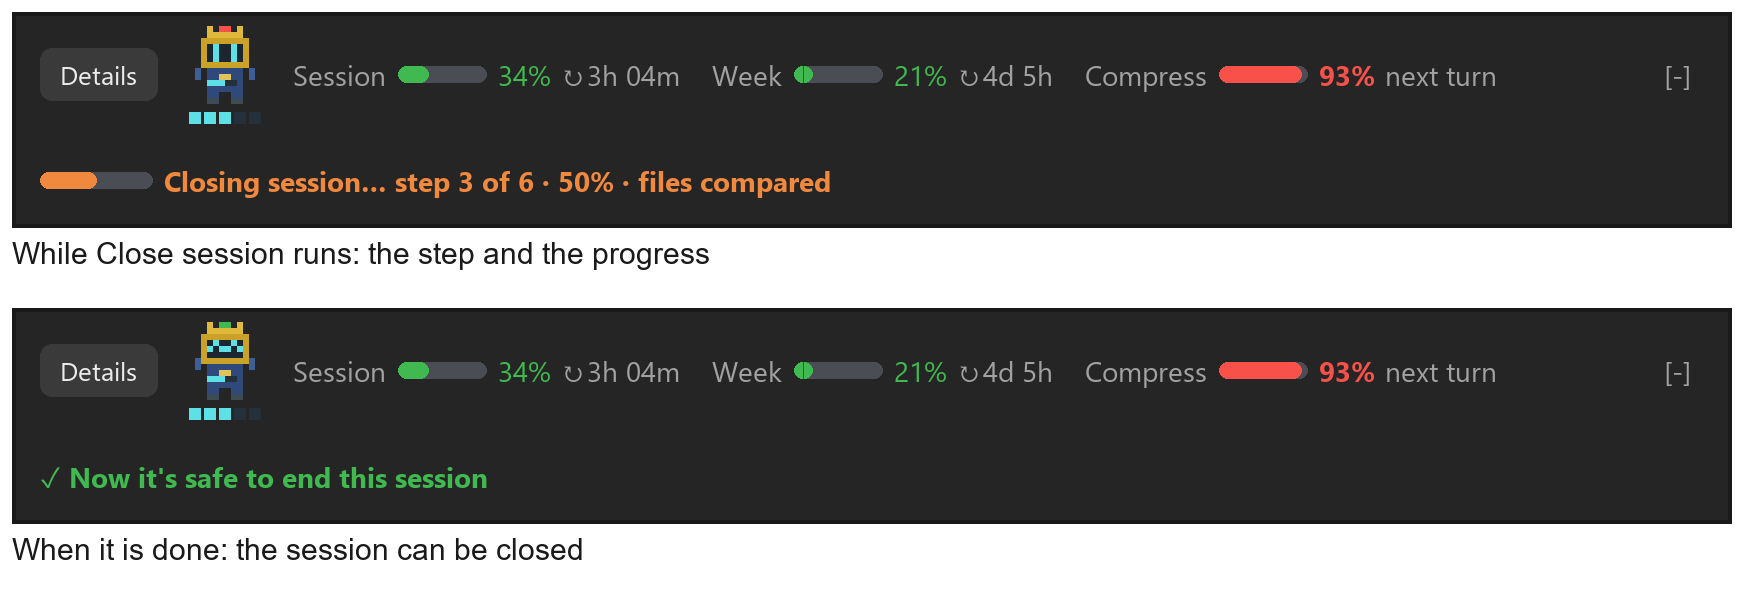 Details Session 34% ↻3h 04m Week 21% ↻4d 5h Compress 93% next turn [-]
Closing session... step 3 of 6 · 50% · files compared
While Close session runs: the step and the progress
Details Session 34% ↻3h 04m Week 21% ↻4d 5h Compress 93% next turn [-]
✓ Now it's safe to end this session
When it is done: the session can be closed